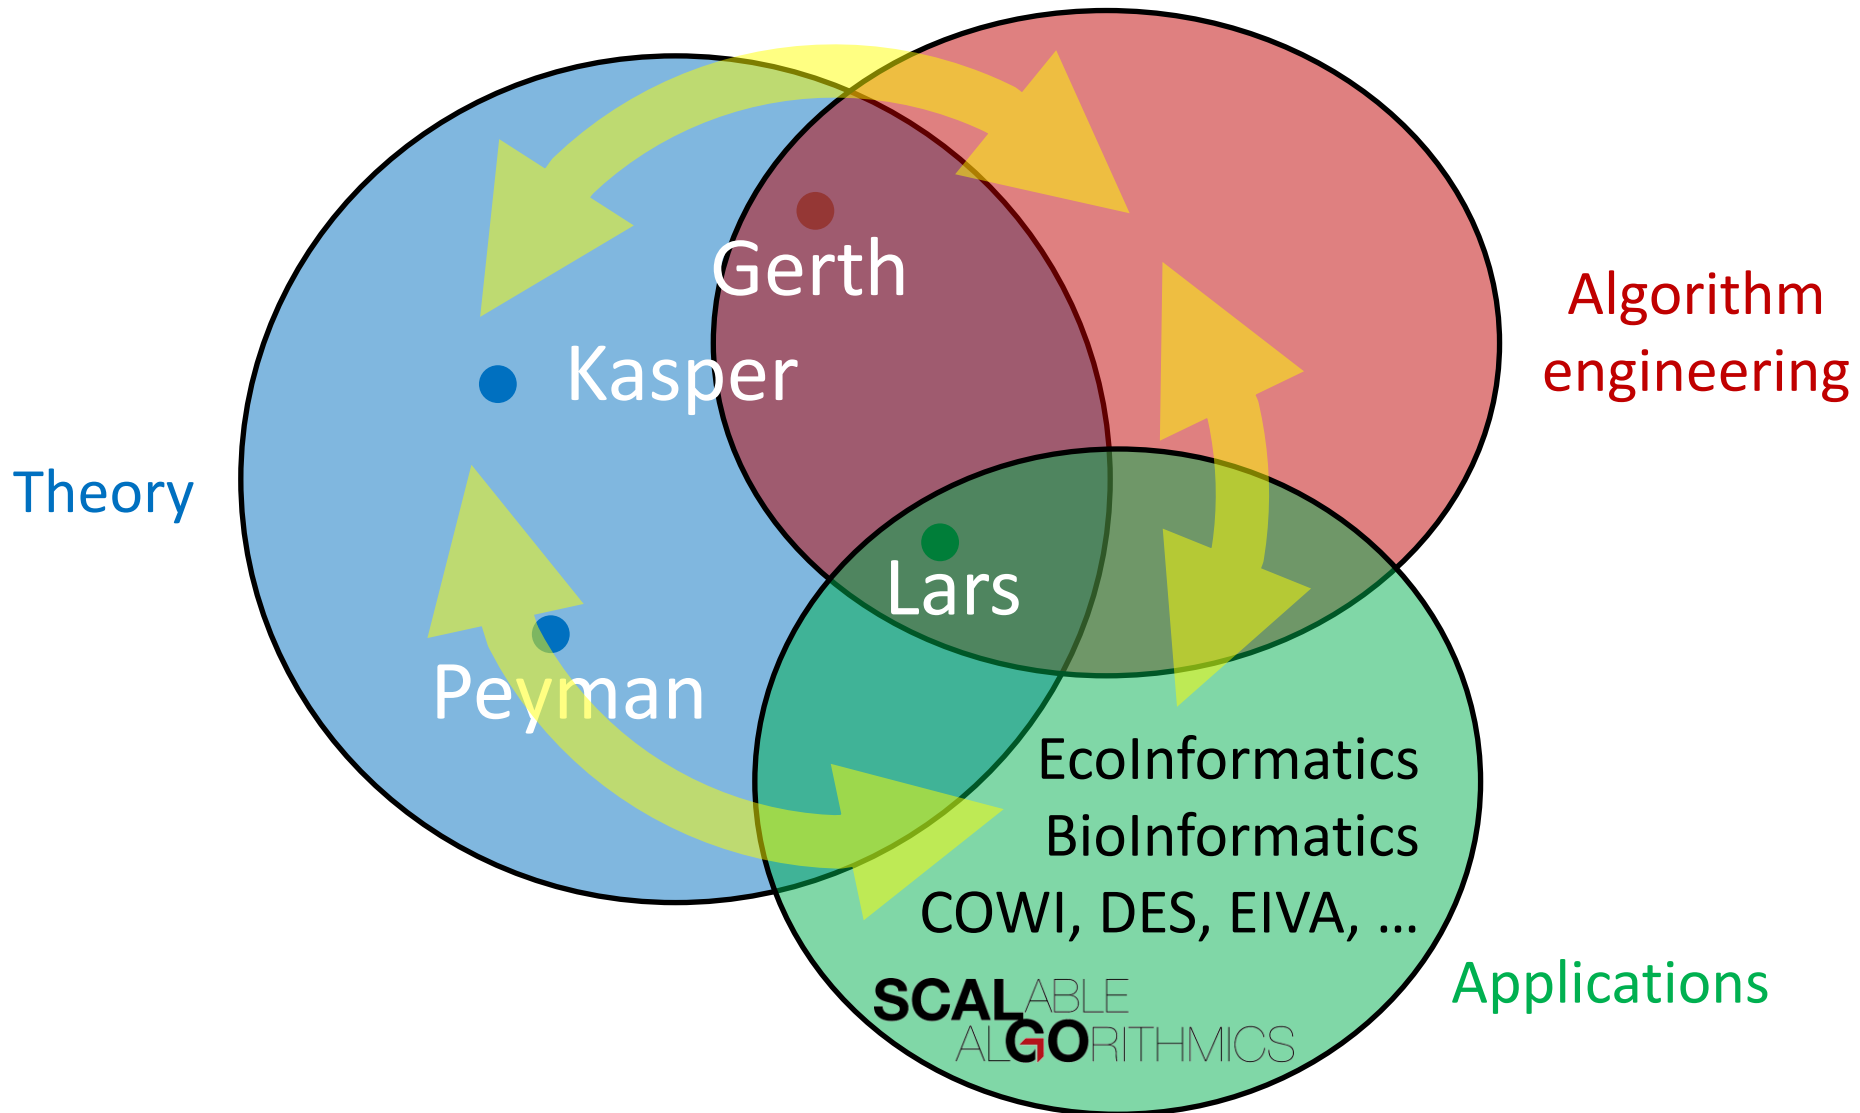 Gerth
Algorithm
engineering
Kasper
Theory
Lars
Peyman
EcoInformatics
BioInformatics
COWI, DES, EIVA, ...
Applications
SCALABLE
ALGORITHMICS